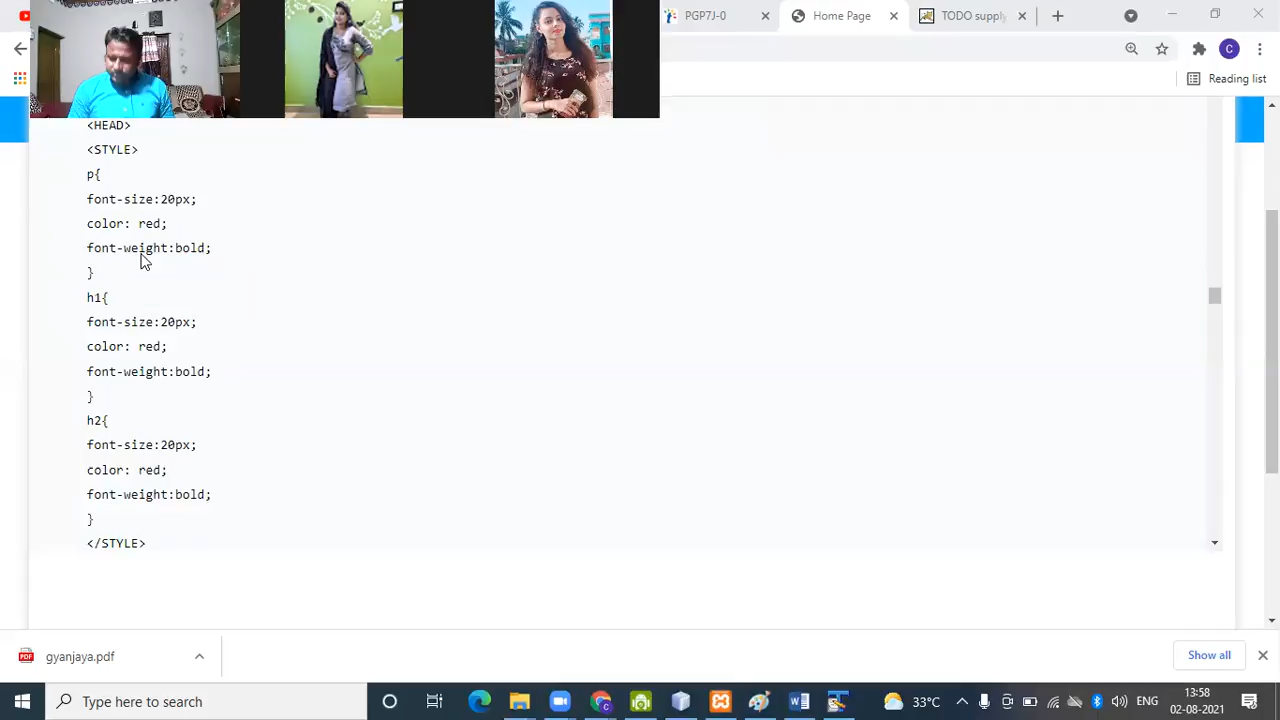 PGP7J-0
Home Page
TODO supply
C
Reading list
<HEAD>
<STYLE>
p{
font-size:20px;
color: red;
font-weight:bold;
}
h1{
font-size:20px;
color: red;
font-weight:bold;
}
h2{
font-size:20px;
color: red;
font-weight:bold;
}
</STYLE>
gyanjaya.pdf
Show all
Type here to search
33°C
ENG
13:58
02-08-2021